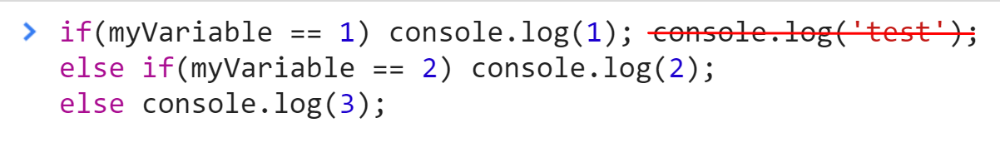 if(myVariable == 1) console.log(1); console.log('test');
else if(myVariable == 2) console.log(2);
else console.log(3);